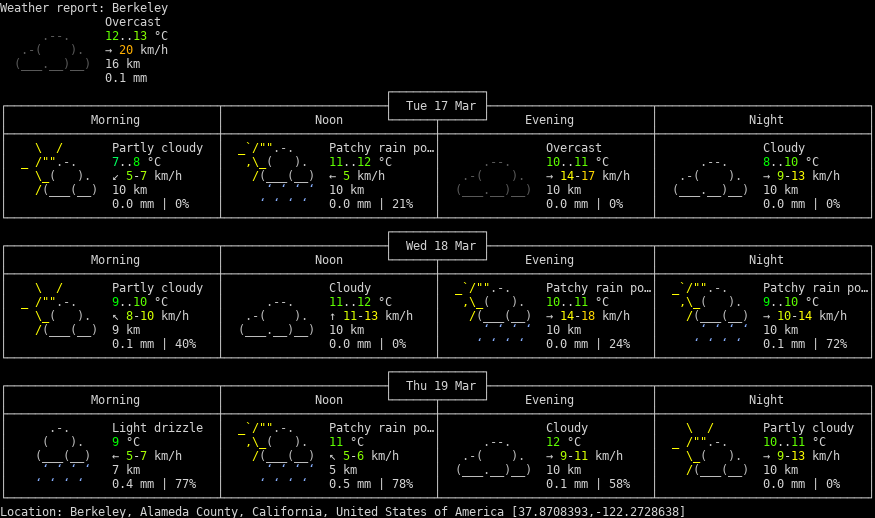 Weather report: Berkeley
Overcast
12..13 °C
→ 20 km/h
16 km
0.1 mm
Tue 17 Mar
Morning Noon Evening Night
Partly cloudy Patchy rain po… Overcast Cloudy
7..8 °C 11..12 °C 10..11 °C 8..10 °C
↙ 5-7 km/h ← 5 km/h → 14-17 km/h → 9-13 km/h
10 km 10 km 10 km 10 km
0.0 mm | 0% 0.0 mm | 21% 0.0 mm | 0% 0.0 mm | 0%
Wed 18 Mar
Morning Noon Evening Night
Partly cloudy Cloudy Patchy rain po… Patchy rain po…
9..10 °C 11..12 °C 10..11 °C 9..10 °C
↖ 8-10 km/h ↑ 11-13 km/h → 14-18 km/h → 10-14 km/h
9 km 10 km 10 km 10 km
0.1 mm | 40% 0.0 mm | 0% 0.0 mm | 24% 0.1 mm | 72%
Thu 19 Mar
Morning Noon Evening Night
Light drizzle Patchy rain po… Cloudy Partly cloudy
9 °C 11 °C 12 °C 10..11 °C
← 5-7 km/h ↖ 5-6 km/h → 9-11 km/h → 9-13 km/h
7 km 5 km 10 km 10 km
0.4 mm | 77% 0.5 mm | 78% 0.1 mm | 58% 0.0 mm | 0%
Location: Berkeley, Alameda County, California, United States of America [37.8708393,-122.2728638]